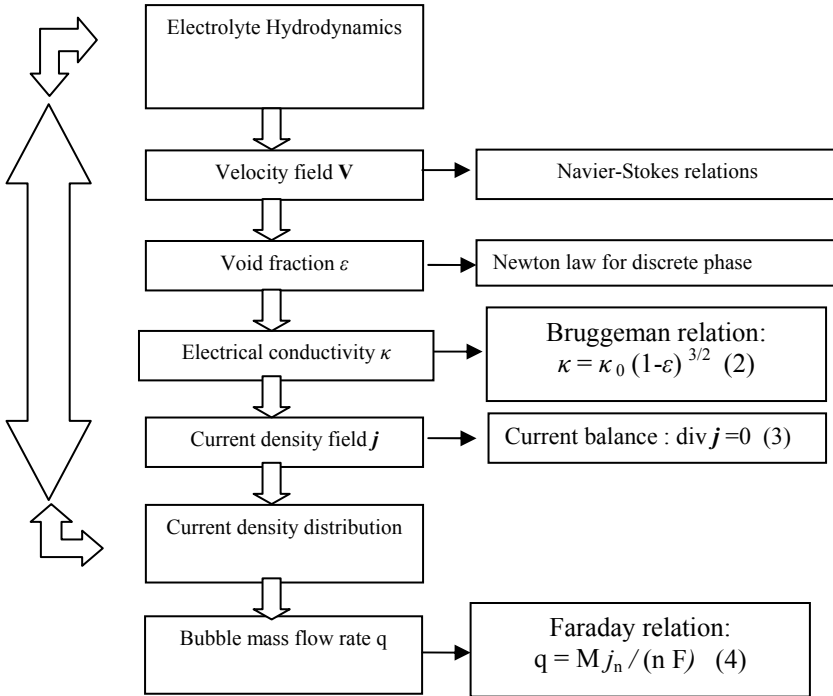 Electrolyte Hydrodynamics
Velocity field V
Navier-Stokes relations
Void fraction ε
Newton law for discrete phase
Electrical conductivity κ
Bruggeman relation:
κ = κ 0 (1-ε) 3/2 (2)
Current density field j
Current balance : div j =0 (3)
Current density distribution
Bubble mass flow rate q
Faraday relation:
q = M jn / (n F) (4)